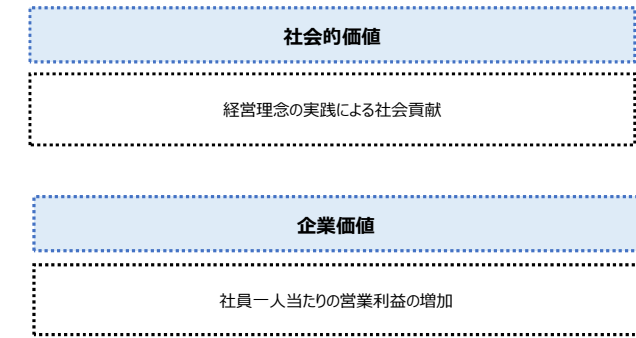 社会的価値
経営理念の実践による社会貢献
企業価値
社員一人当たりの営業利益の増加